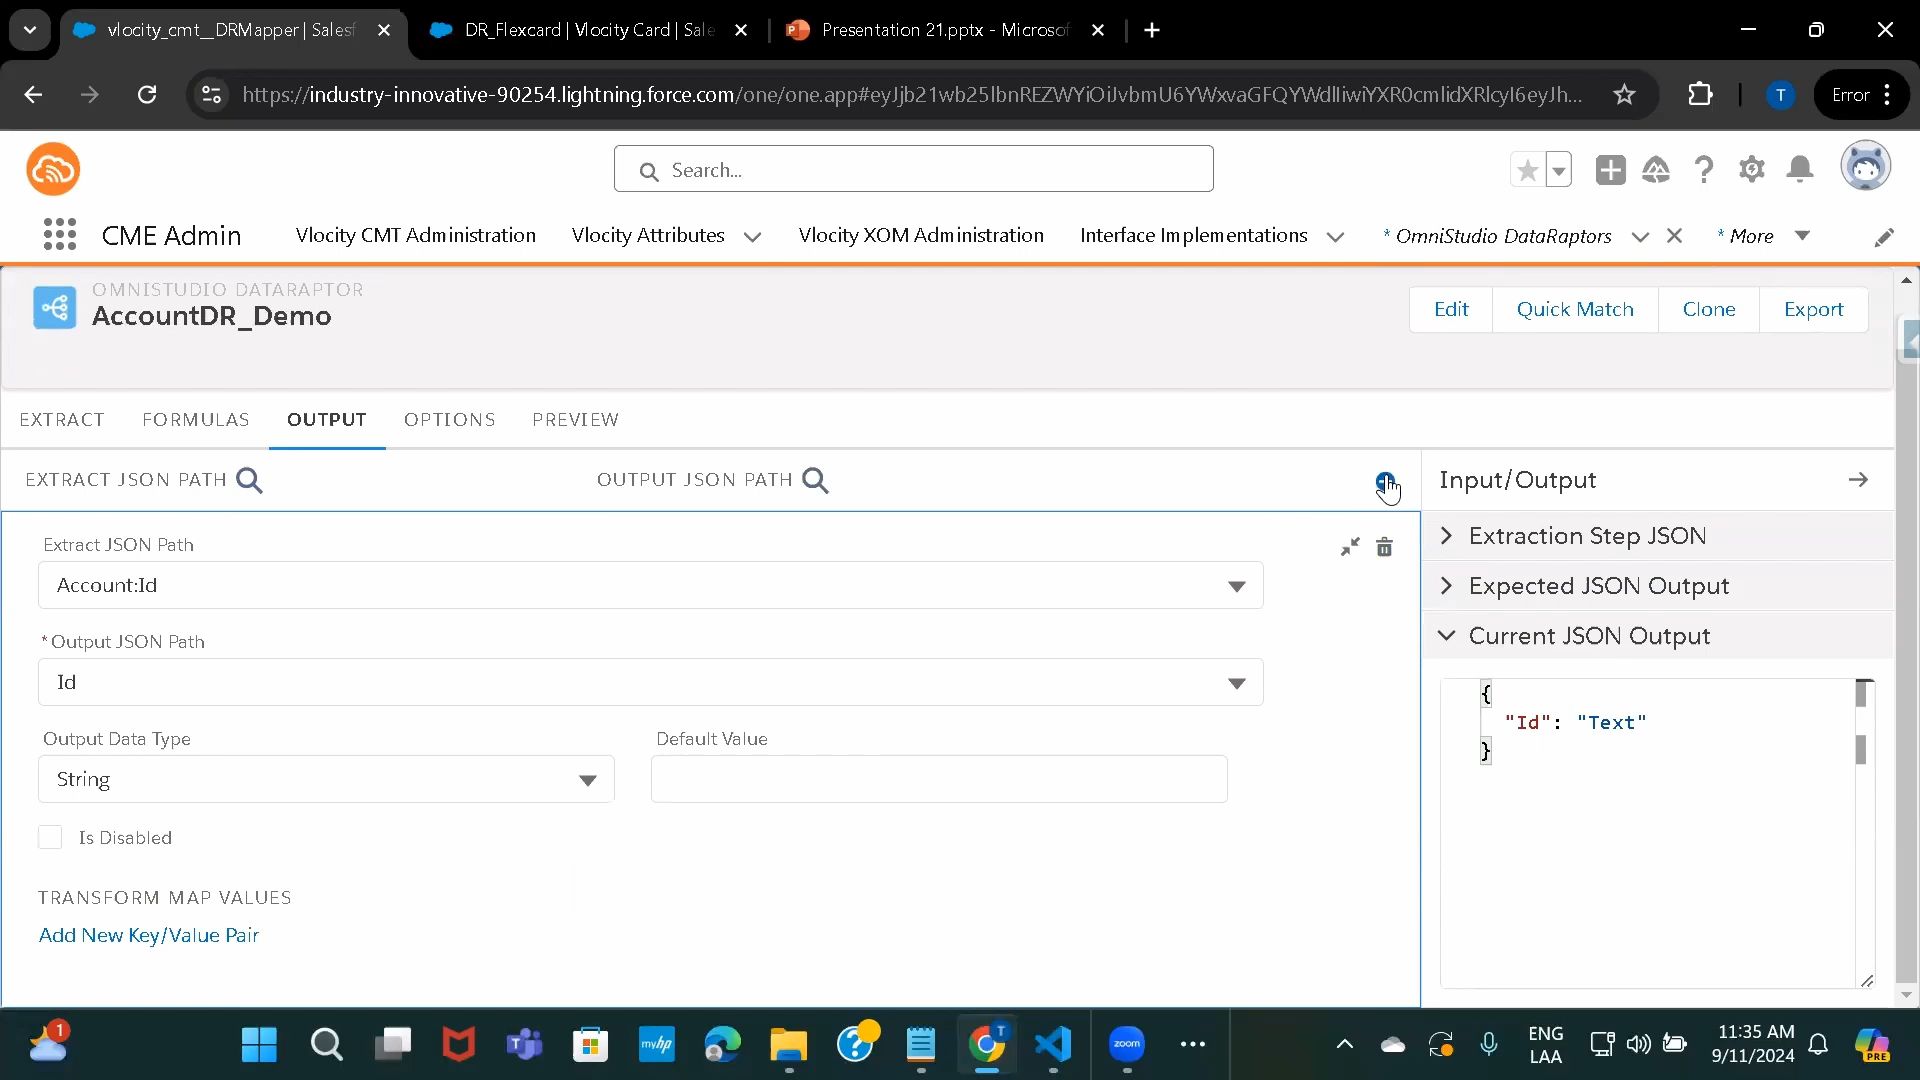 vlocity_cmt__DRMapper | Salesf
DR_Flexcard | Vlocity Card | Sale
Presentation 21.pptx - Microsof
https://industry-innovative-90254.lightning.force.com/one/one.app#eyJjb21wb25lbnREZWYiOiJvbmU6YWxvaGFQYWdlIiwiYXR0cmlidXRlcyI6eyJh...
T
Error
Search...
CME Admin
Vlocity CMT Administration
Vlocity Attributes
Vlocity XOM Administration
Interface Implementations
* OmniStudio DataRaptors
* More
OMNISTUDIO DATARAPTOR
AccountDR_Demo
Edit
Quick Match
Clone
Export
EXTRACT
FORMULAS
OUTPUT
OPTIONS
PREVIEW
EXTRACT JSON PATH
OUTPUT JSON PATH
Input/Output
Extract JSON Path
Account:Id
*Output JSON Path
Id
Output Data Type
String
Default Value
Is Disabled
TRANSFORM MAP VALUES
Add New Key/Value Pair
Extraction Step JSON
Expected JSON Output
Current JSON Output
{
"Id": "Text"
}
1
myhp
T
zoom
ENG
LAA
11:35 AM
9/11/2024
PRE